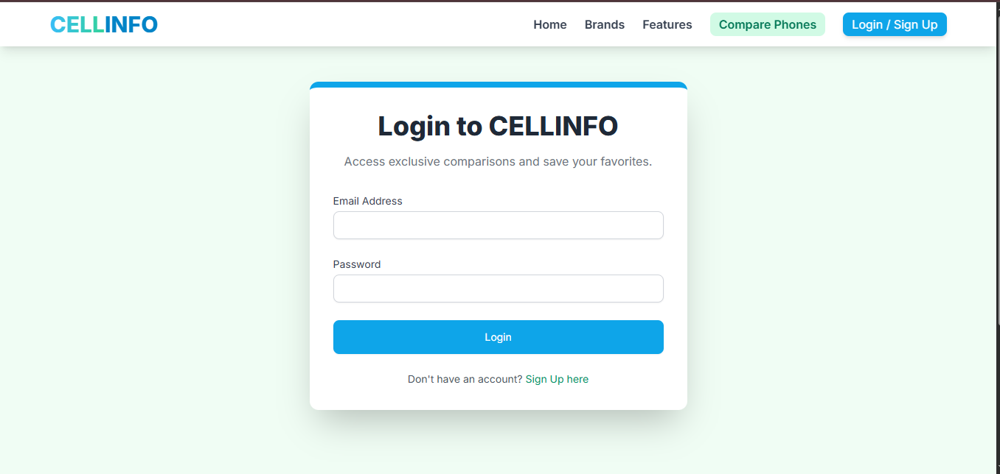 CELLINFO Home Brands Features Compare Phones Login / Sign Up
Login to CELLINFO
Access exclusive comparisons and save your favorites.
Email Address
Password
Login
Don't have an account? Sign Up here